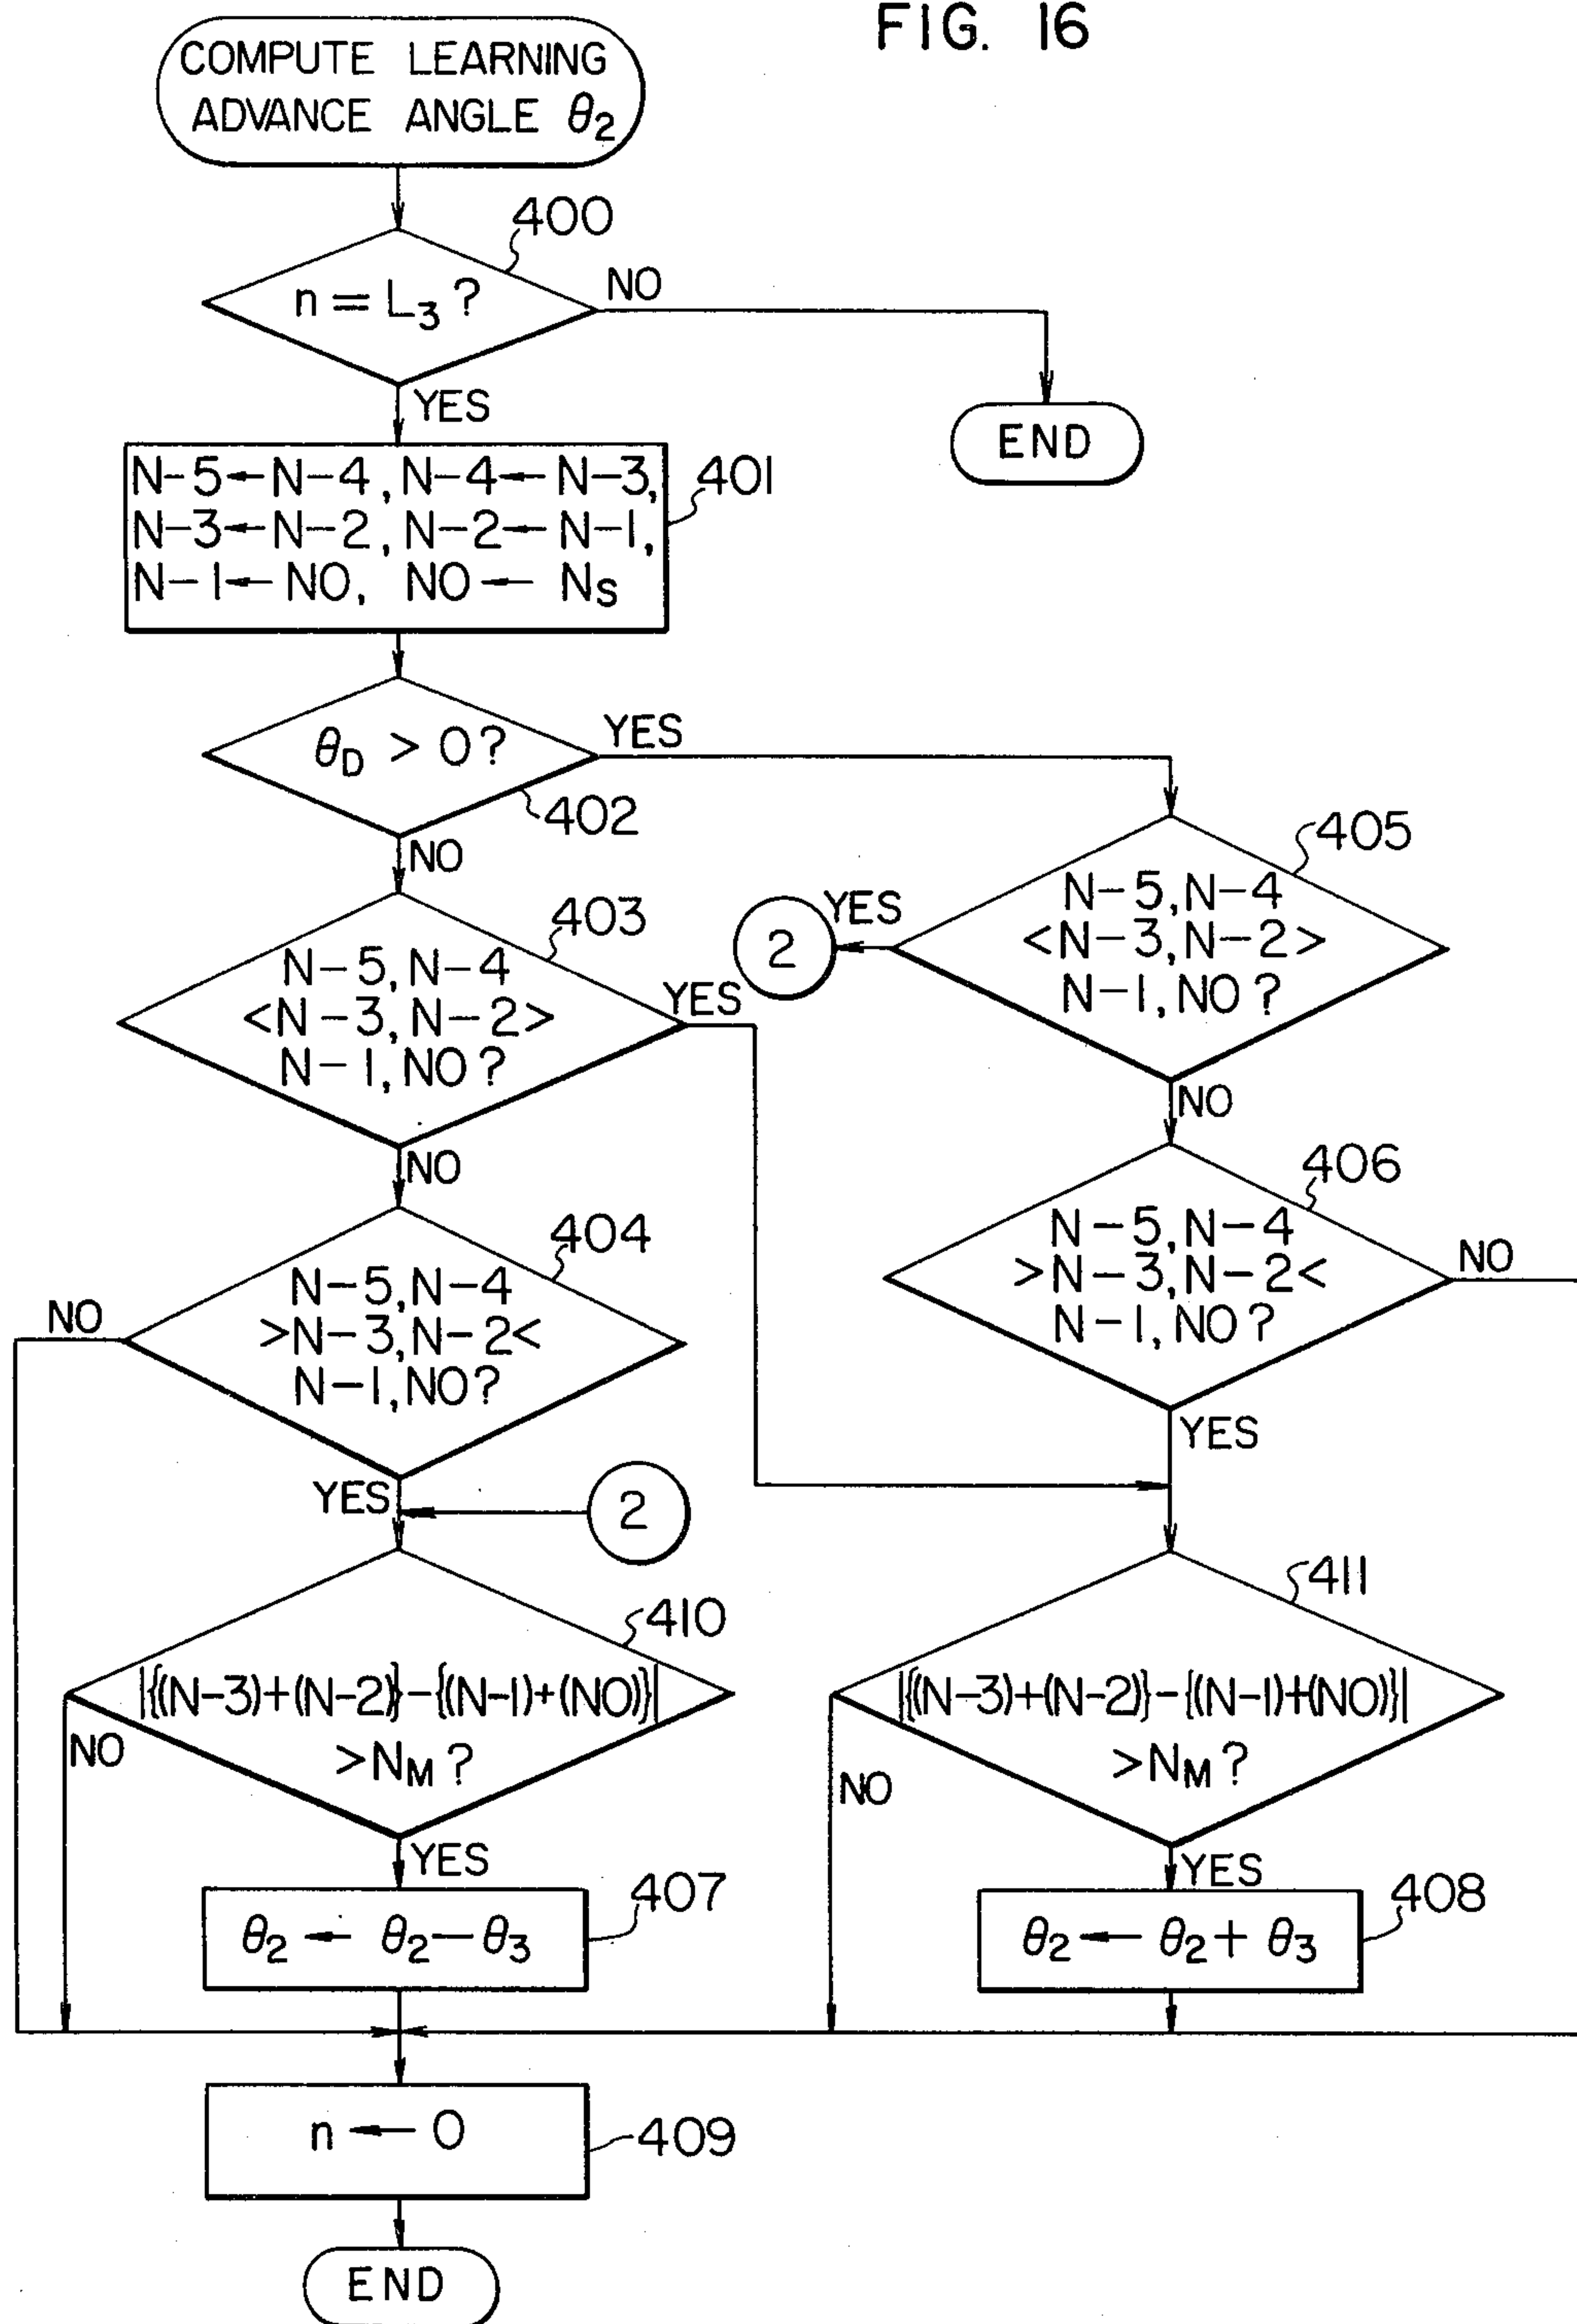 FIG. 16
COMPUTE LEARNING
ADVANCE ANGLE θ2
400
n = L3 ?
NO
YES
END
N-5←N-4, N-4←N-3,
N-3←N-2, N-2←N-1,
N-1←NO, NO←NS
401
θD > O?
YES
402
NO
403
N-5, N-4
<N-3, N-2>
N-1, NO?
YES
NO
405
N-5, N-4
<N-3, N-2>
N-1, NO?
YES
2
NO
404
N-5, N-4
>N-3, N-2<
N-1, NO?
NO
YES
406
N-5, N-4
>N-3, N-2<
N-1, NO?
NO
YES
2
410
|{(N-3)+(N-2)}-{(N-1)+(NO)}|
>NM ?
NO
YES
411
|{(N-3)+(N-2)}-{(N-1)+(NO)}|
>NM ?
NO
YES
407
θ2 ← θ2-θ3
408
θ2 ← θ2+θ3
n ← O
409
END